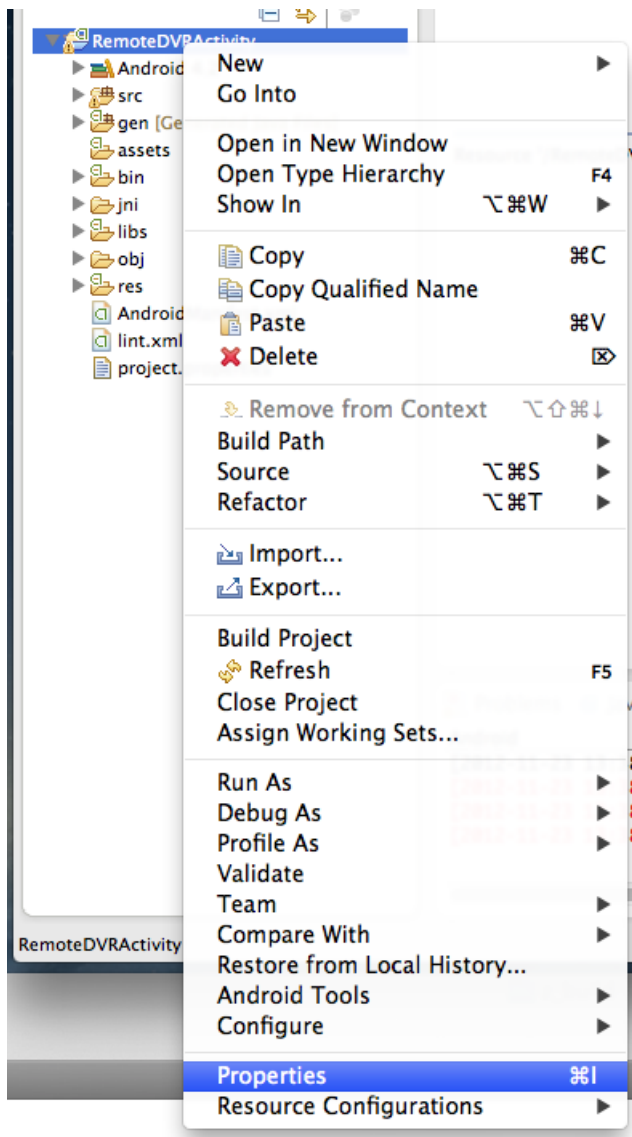 RemoteDVRActivity
Android
src
gen [Ge
assets
bin
jni
libs
obj
res
Android
lint.xml
project.
New
Go Into
Open in New Window
Open Type Hierarchy F4
Show In ⌥⌘W
Copy ⌘C
Copy Qualified Name
Paste ⌘V
Delete ⌦
Remove from Context ⌥⇧⌘↓
Build Path
Source ⌥⌘S
Refactor ⌥⌘T
Import...
Export...
Build Project
Refresh F5
Close Project
Assign Working Sets...
Run As
Debug As
Profile As
Validate
Team
Compare With
Restore from Local History...
Android Tools
Configure
Properties ⌘I
Resource Configurations
RemoteDVRActivity